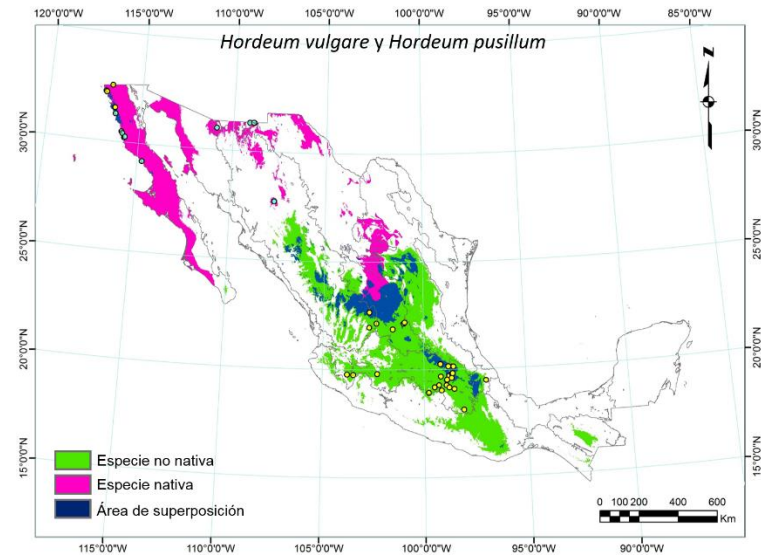 120°0'0"W 115°0'0"W 110°0'0"W 105°0'0"W 100°0'0"W 95°0'0"W 90°0'0"W 85°0'0"W
Hordeum vulgare y Hordeum pusillum
N
30°0'0"N 30°0'0"N
25°0'0"N 25°0'0"N
20°0'0"N 20°0'0"N
15°0'0"N 15°0'0"N
Especie no nativa
Especie nativa
Área de superposición
0 100 200 400 600
Km
115°0'0"W 110°0'0"W 105°0'0"W 100°0'0"W 95°0'0"W 90°0'0"W